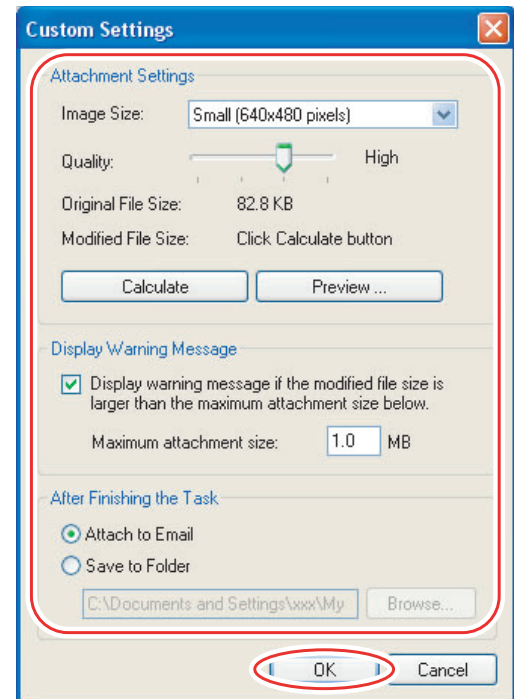 Custom Settings
Attachment Settings
Image Size: Small (640x480 pixels)
Quality: High
Original File Size: 82.8 KB
Modified File Size: Click Calculate button
Calculate Preview ...
Display Warning Message
Display warning message if the modified file size is
larger than the maximum attachment size below.
Maximum attachment size: 1.0 MB
After Finishing the Task
Attach to Email
Save to Folder
C:\Documents and Settings\xxx\My Browse...
OK Cancel